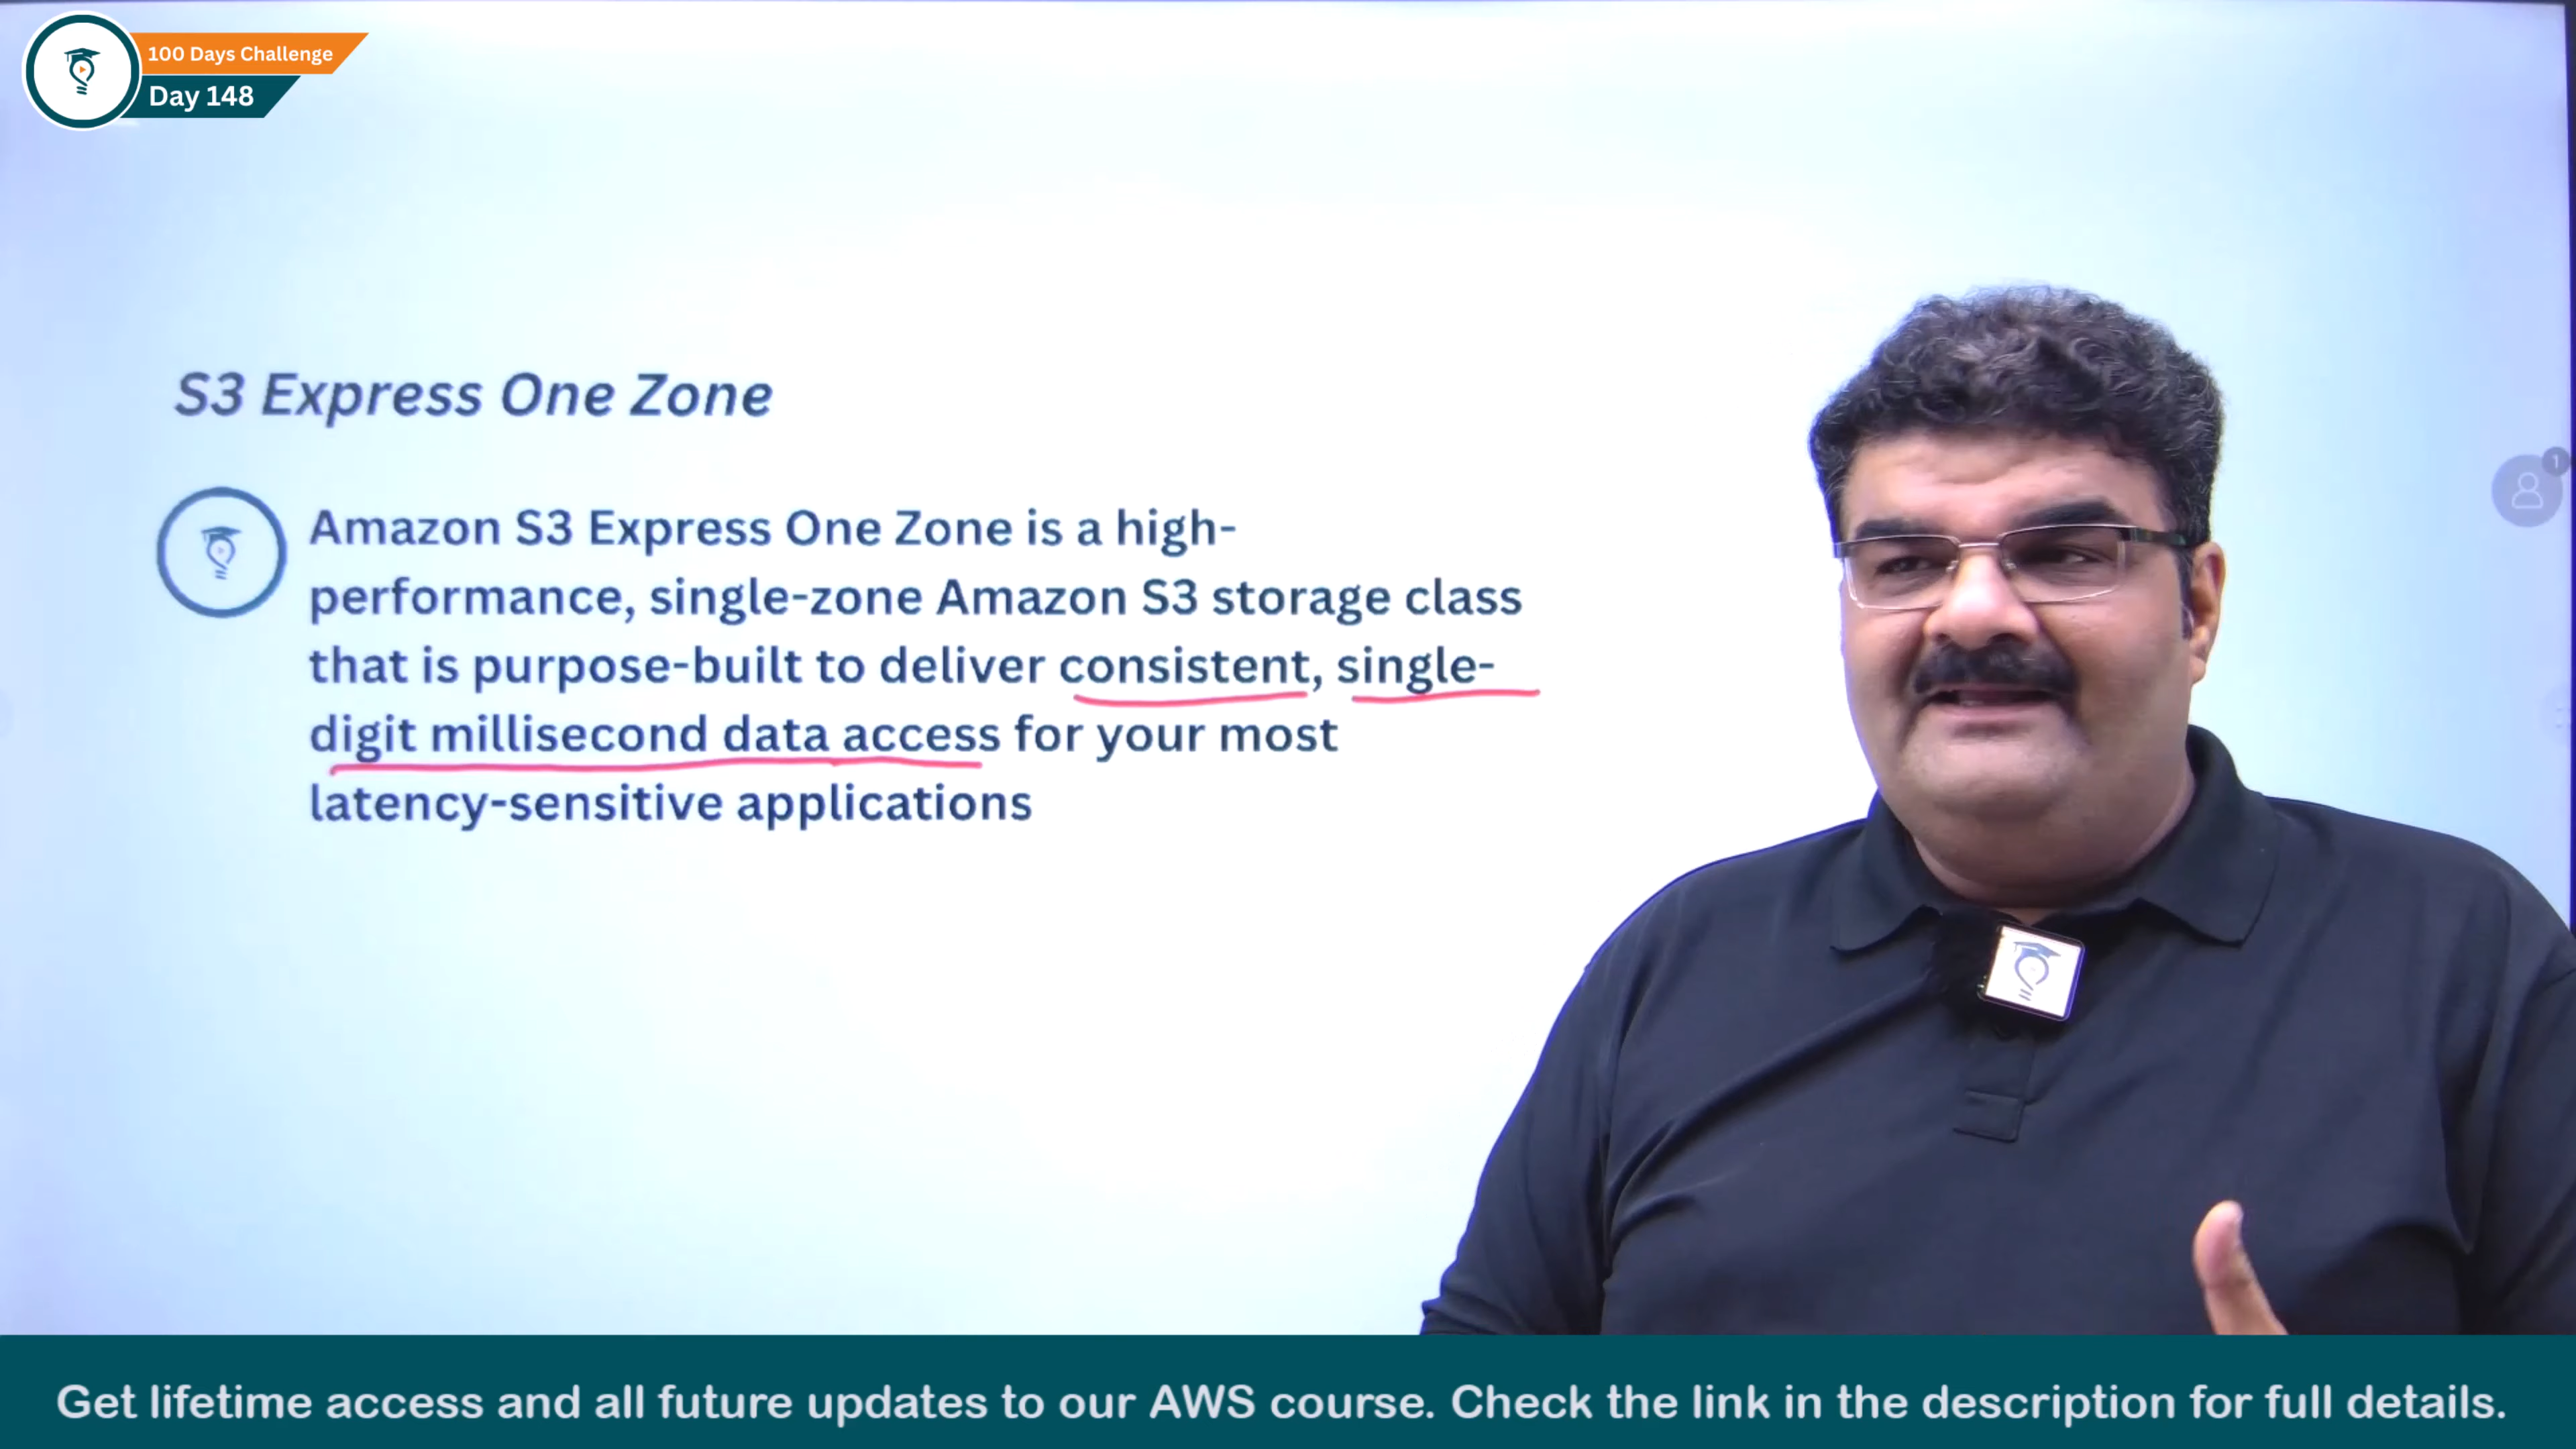 100 Days Challenge
Day 148
S3 Express One Zone
Amazon S3 Express One Zone is a high-
performance, single-zone Amazon S3 storage class
that is purpose-built to deliver consistent, single-
digit millisecond data access for your most
latency-sensitive applications
1
Get lifetime access and all future updates to our AWS course. Check the link in the description for full details.